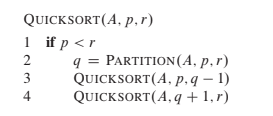 QUICKSORT(A, p, r)
1 if p < r
2 q = PARTITION(A, p, r)
3 QUICKSORT(A, p, q − 1)
4 QUICKSORT(A, q + 1, r)